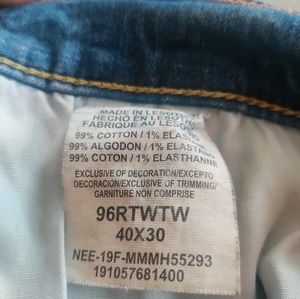 MADE IN LESOTHO
HECHO EN LESOTHO
FABRIQUE AU LESOTHO
99% COTTON / 1% ELASTANE
99% ALGODON / 1% ELASTANO
99% COTON / 1% ELASTHANNE
EXCLUSIVE OF DECORATION/EXCEPTO
DECORACION/EXCLUSIVE OF TRIMMING/
GARNITURE NON COMPRISE
96RTWTW
40X30
NEE-19F-MMMH55293
191057681400